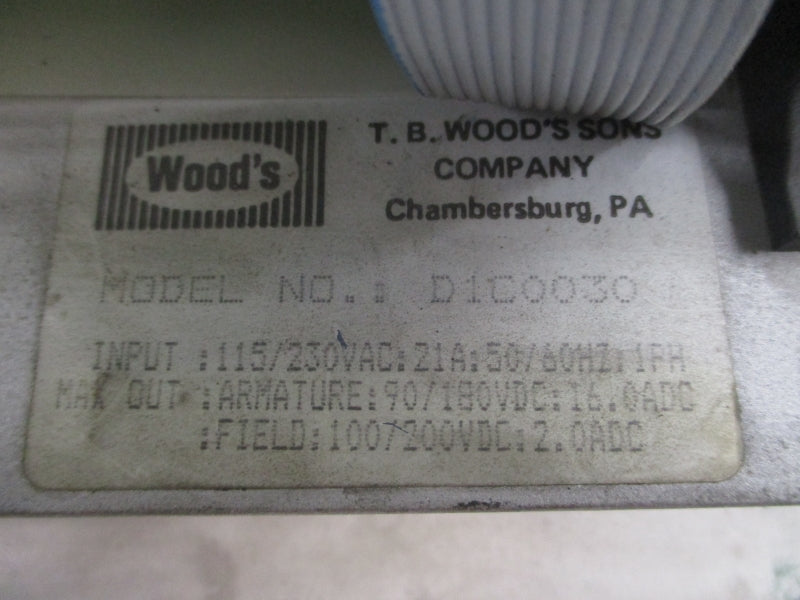 Wood's
T. B. WOOD'S SONS
COMPANY
Chambersburg, PA
MODEL NO.: D1C0030
INPUT :115/230VAC:21A:50/60HZ:1PH
MAX OUT :ARMATURE:90/180VDC:16.0ADC
:FIELD:100/200VDC:2.0ADC